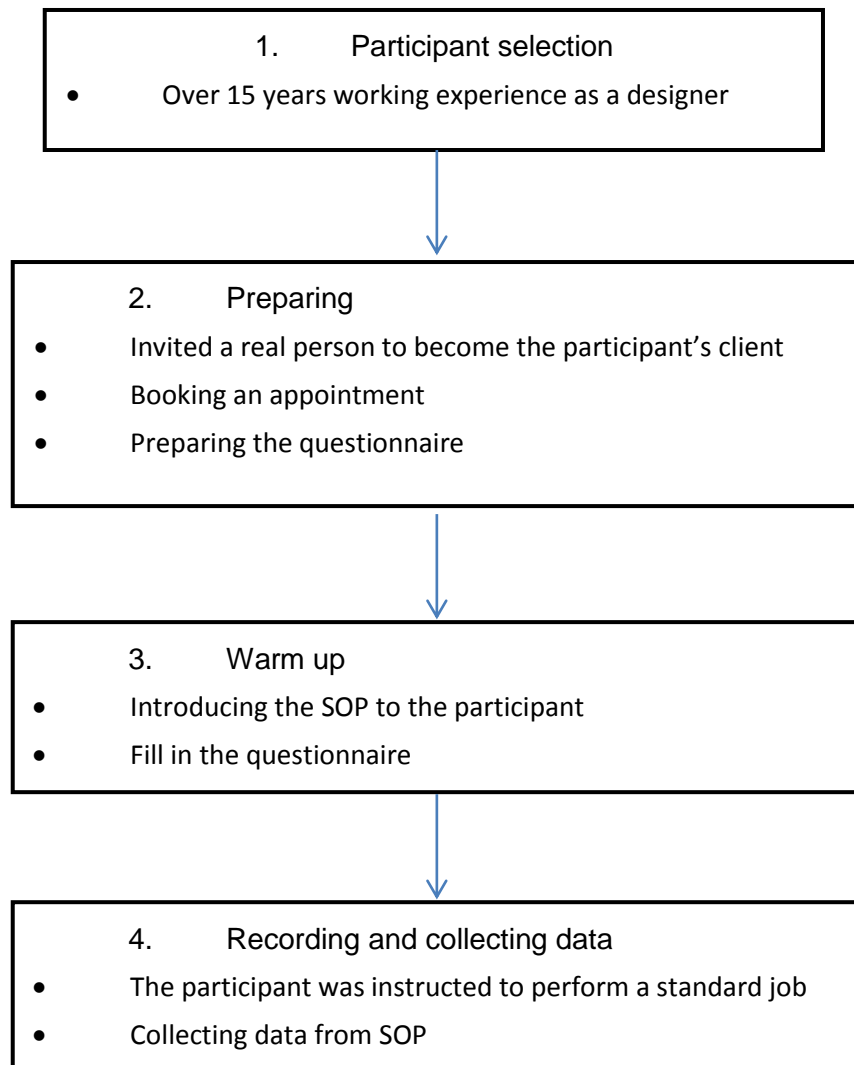 1. Participant selection
• Over 15 years working experience as a designer
2. Preparing
• Invited a real person to become the participant’s client
• Booking an appointment
• Preparing the questionnaire
3. Warm up
• Introducing the SOP to the participant
• Fill in the questionnaire
4. Recording and collecting data
• The participant was instructed to perform a standard job
• Collecting data from SOP